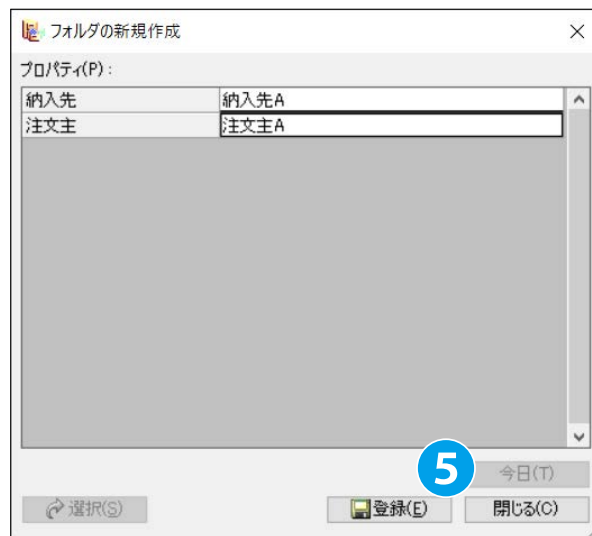 フォルダの新規作成
プロパティ(P):
納入先 納入先A
注文主 注文主A
5
今日(T)
選択(S) 登録(E) 閉じる(C)